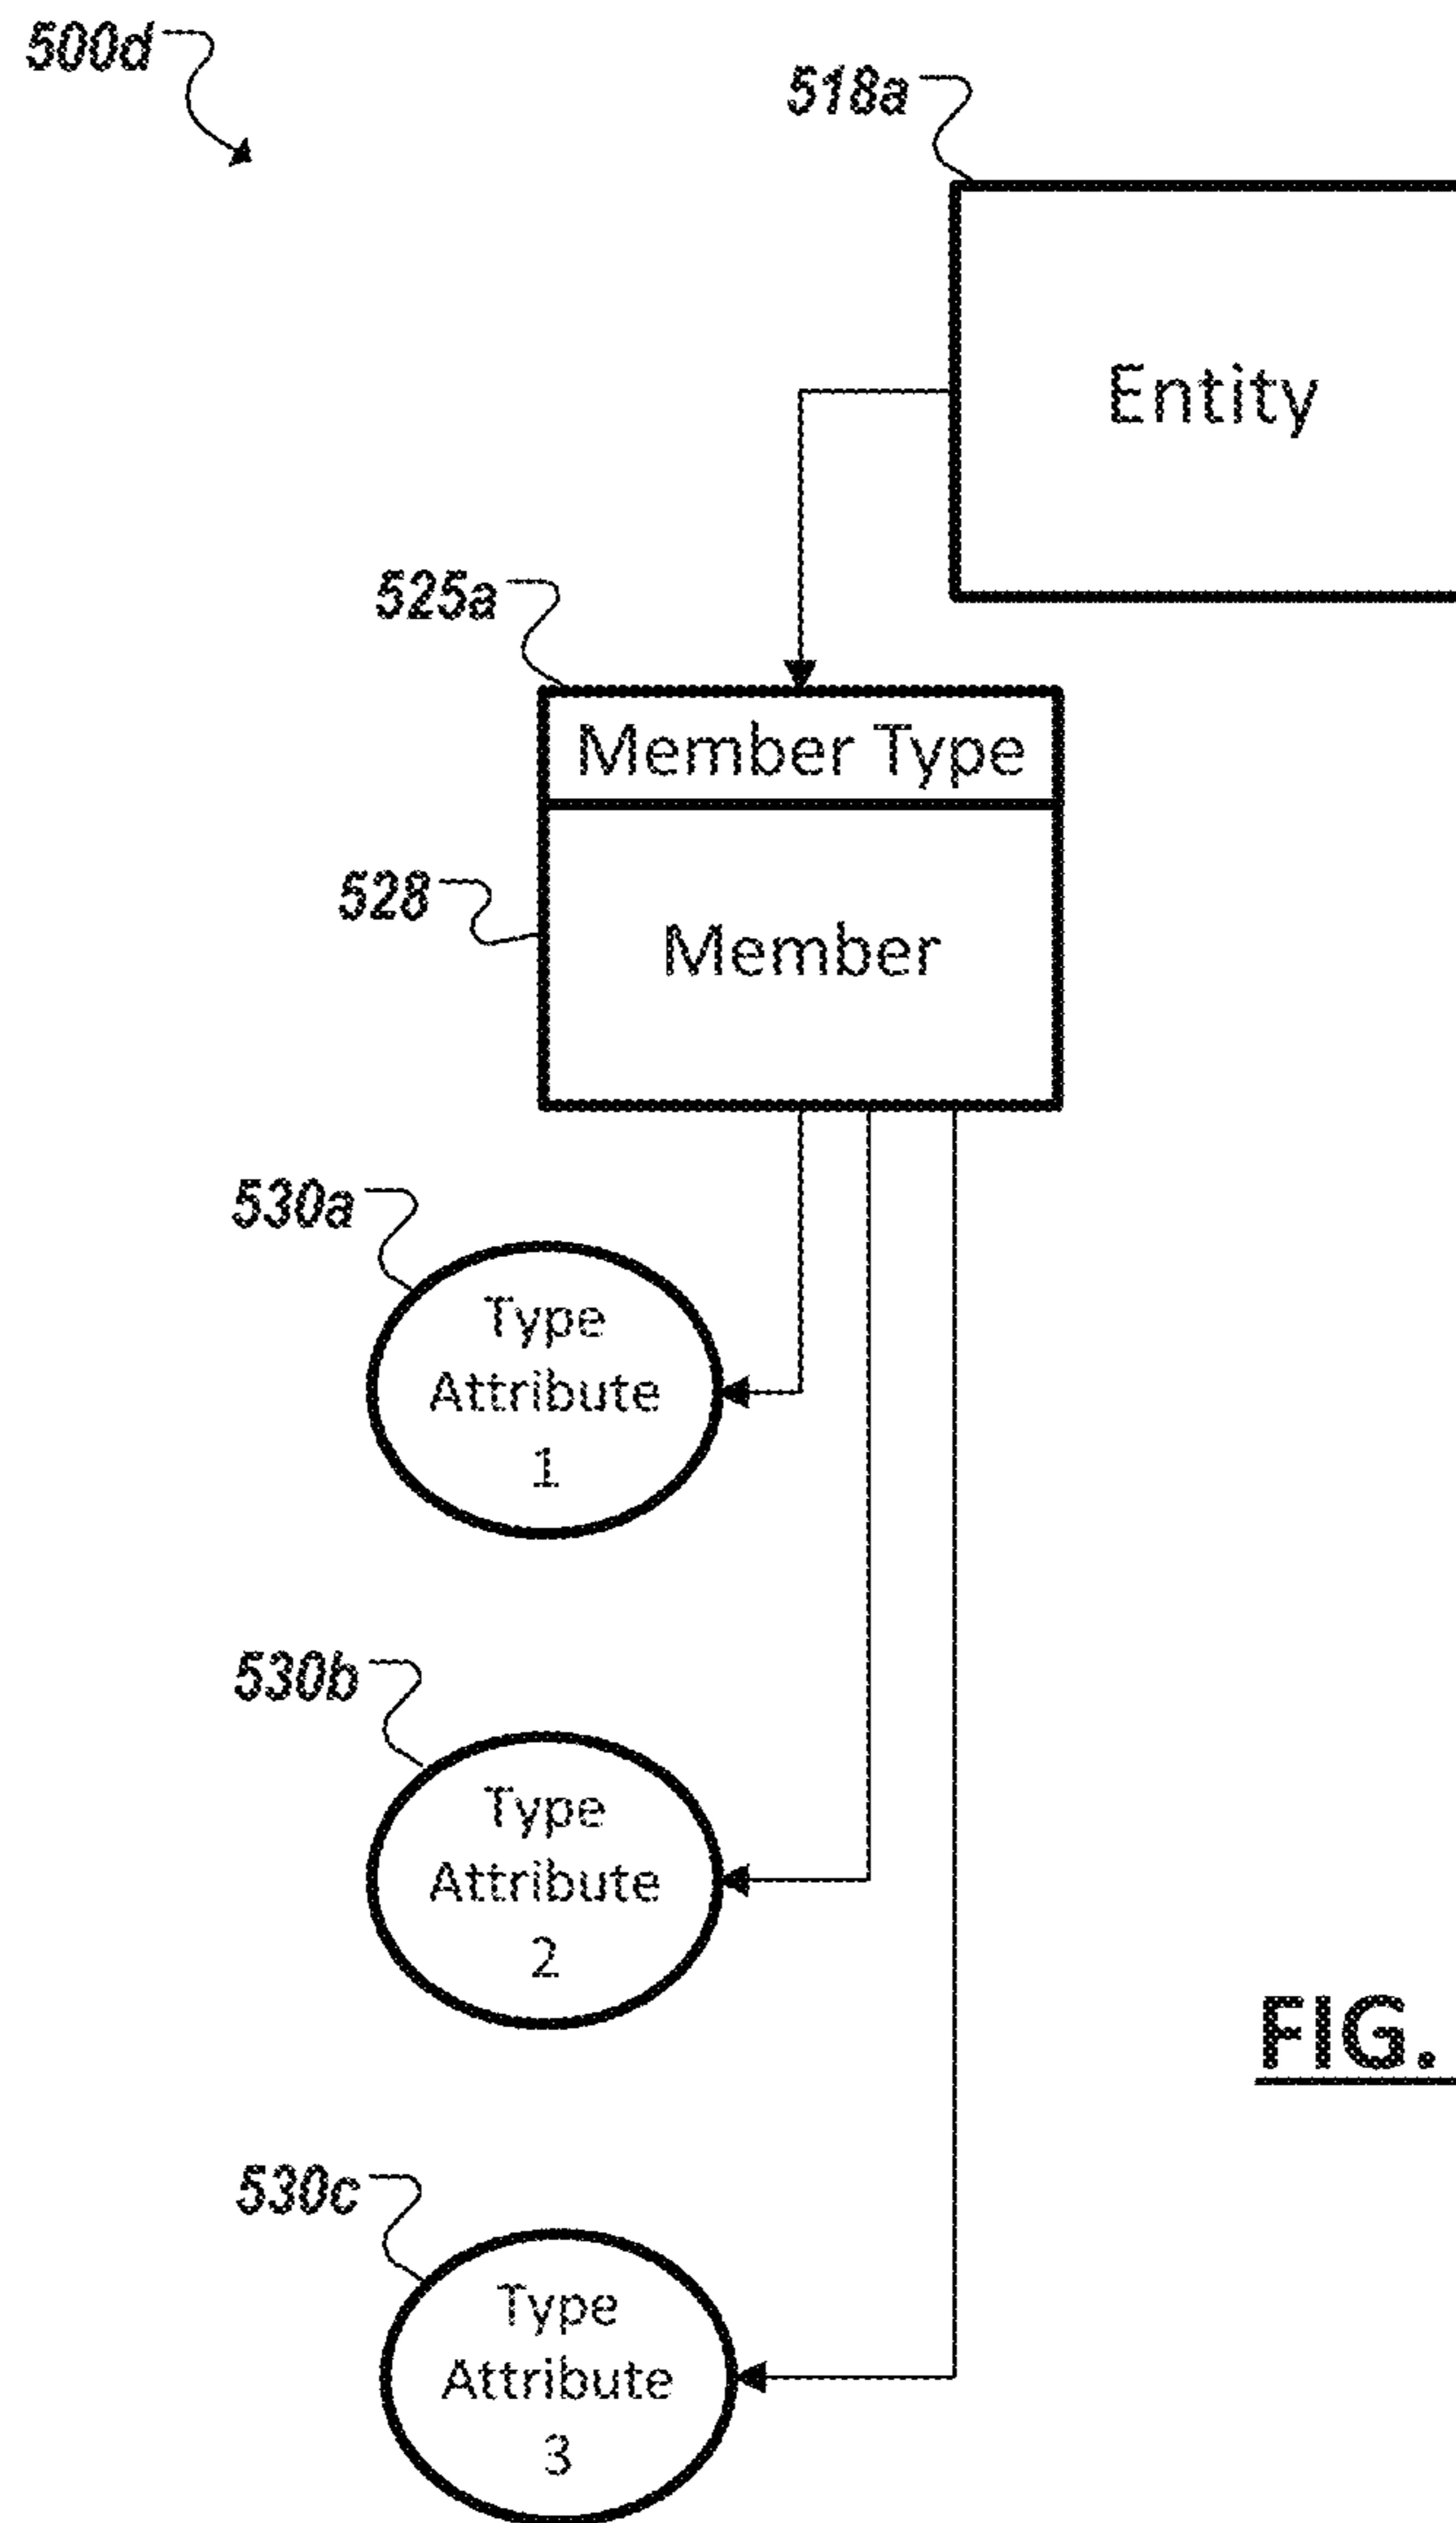 500d
518a
Entity
525a
Member Type
528
Member
530a
Type
Attribute
1
530b
Type
Attribute
2
FIG.
530c
Type
Attribute
3